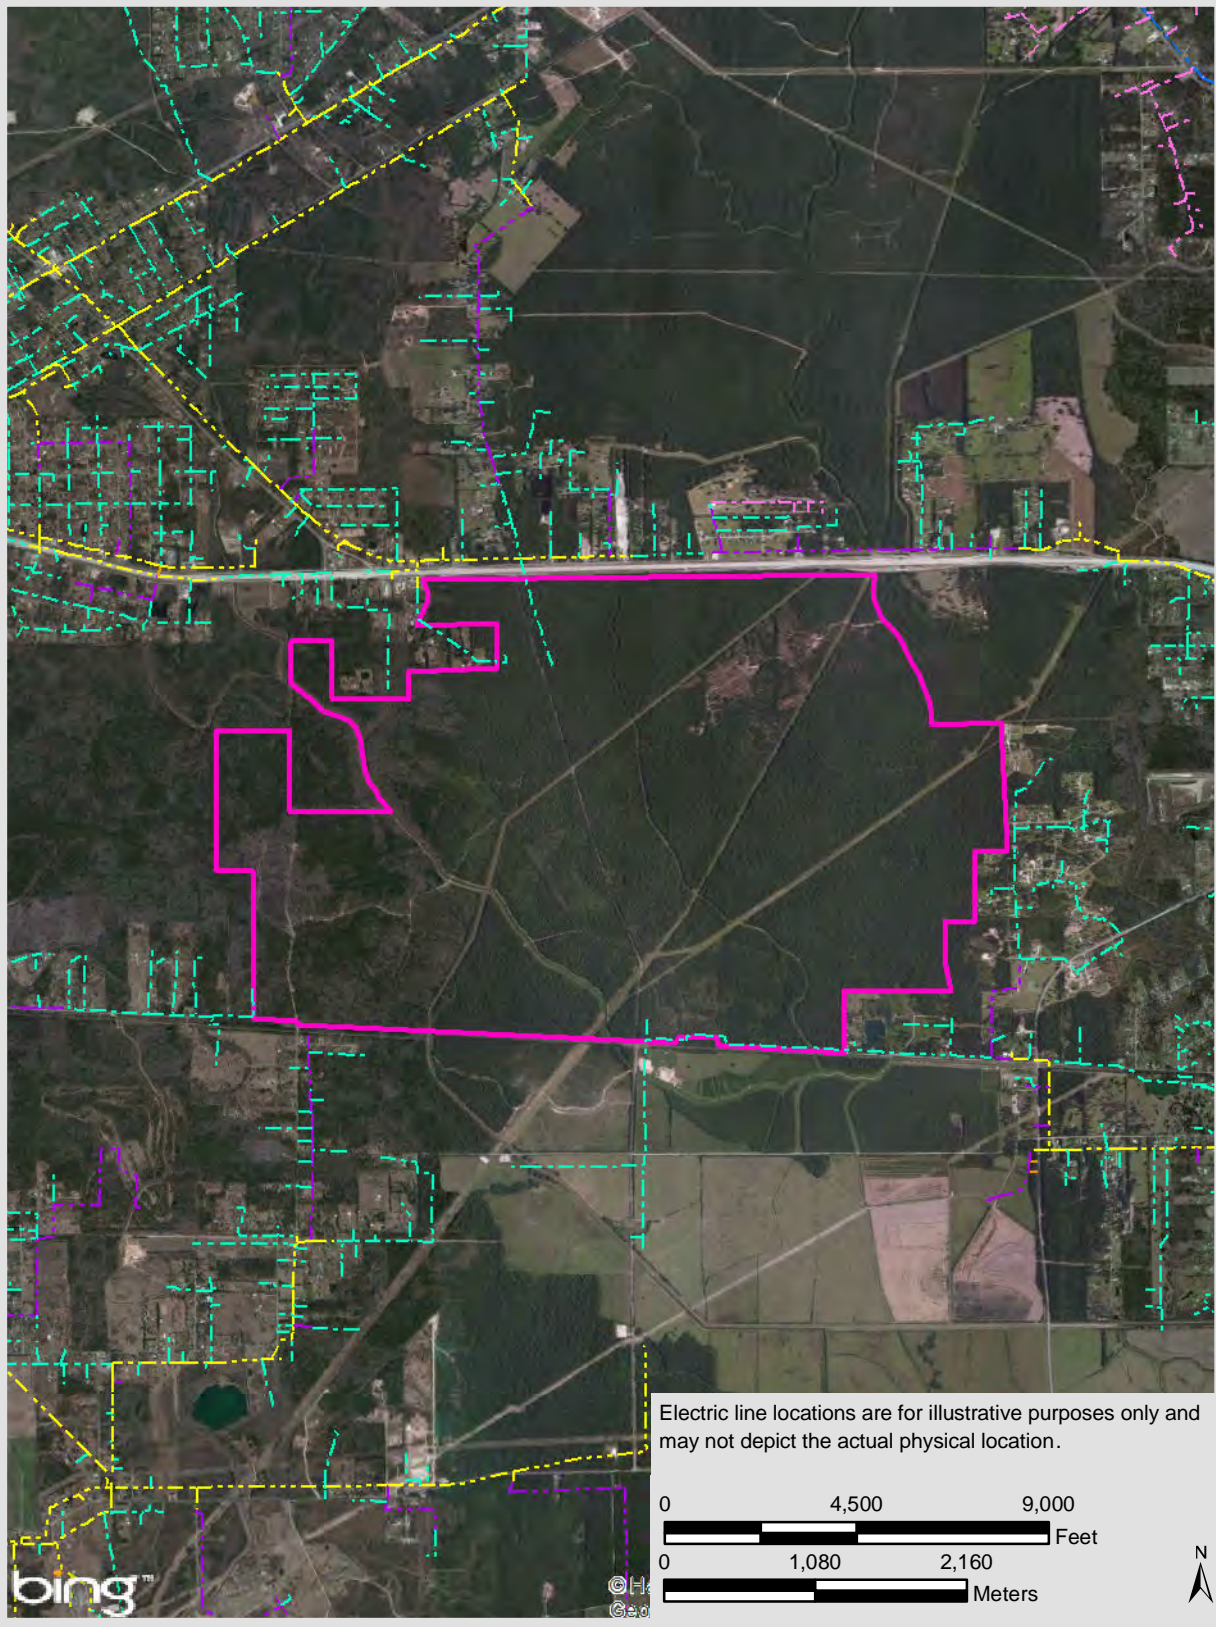 Electric line locations are for illustrative purposes only and
may not depict the actual physical location.
0 4,500 9,000
Feet
0 1,080 2,160
Meters
N
bing™